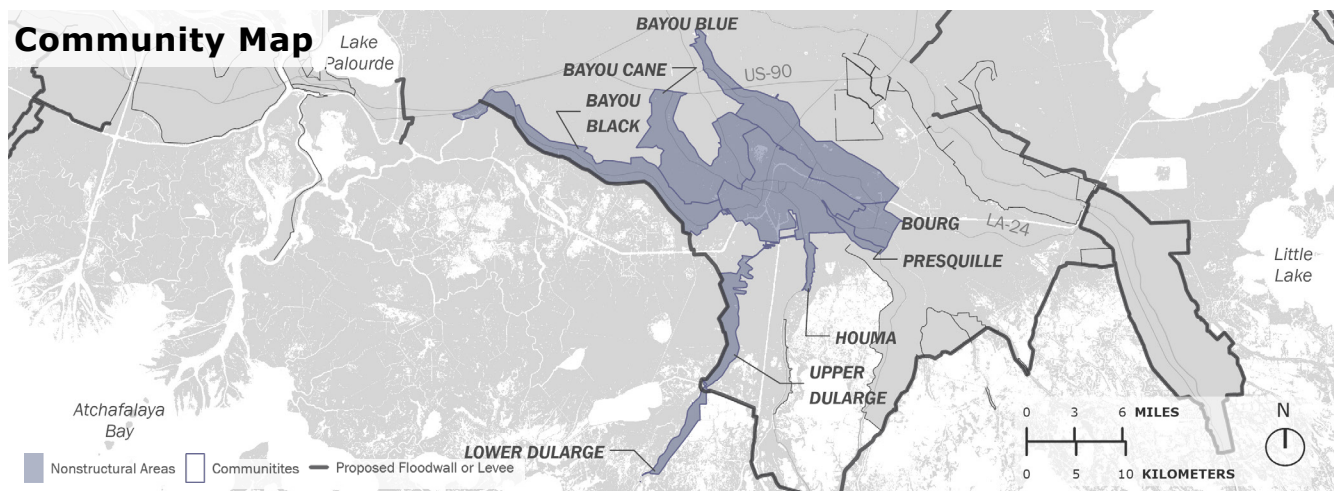 Community Map
Lake
Palourde
BAYOU BLUE
BAYOU CANE
US-90
BAYOU
BLACK
BOURG
LA-24
PRESQUILLE
Little
Lake
HOUMA
UPPER
DULARGE
Atchafalaya
Bay
LOWER DULARGE
0 3 6 MILES
0 5 10 KILOMETERS
N
Nonstructural Areas
Communitites
Proposed Floodwall or Levee